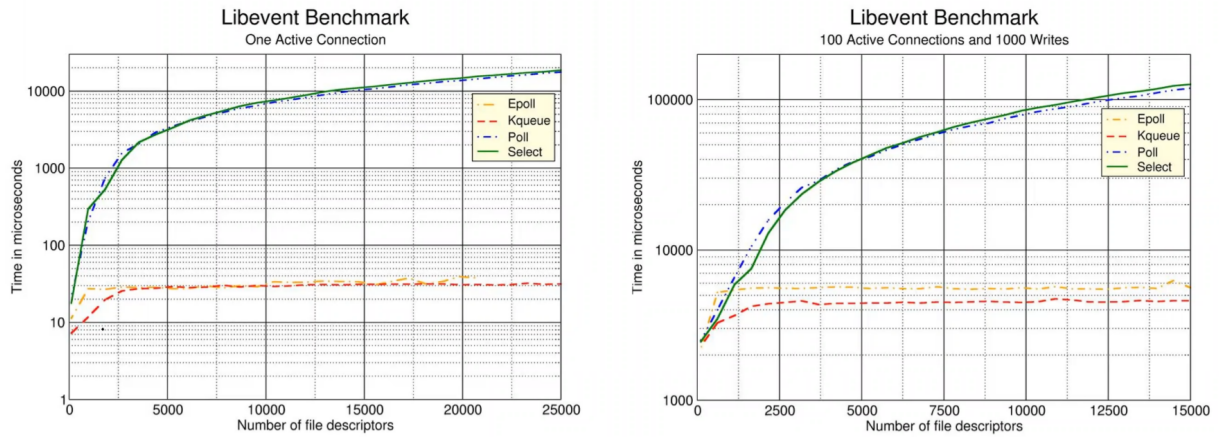 Libevent Benchmark
One Active Connection
Time in microseconds
10000
1000
100
10
1
Epoll
Kqueue
Poll
Select
0
5000
10000
15000
20000
25000
Number of file descriptors
Libevent Benchmark
100 Active Connections and 1000 Writes
Time in microseconds
100000
10000
1000
Epoll
Kqueue
Poll
Select
0
2500
5000
7500
10000
12500
15000
Number of file descriptors